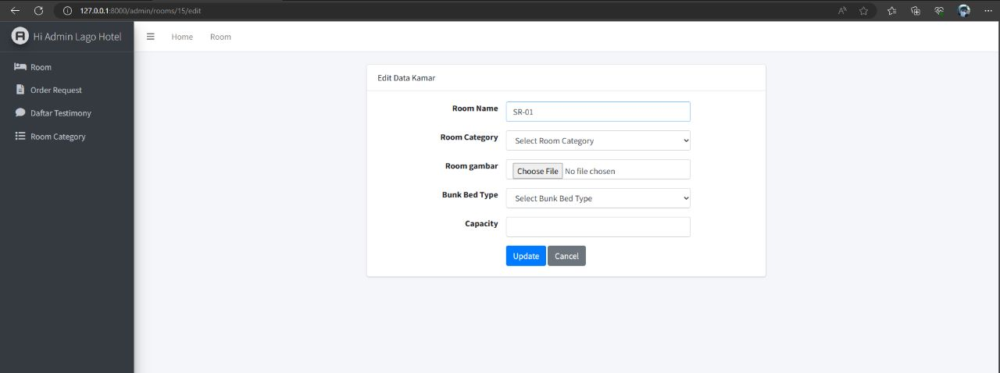 127.0.0.1:8000/admin/rooms/15/edit
A Hi Admin Lago Hotel
Home Room
Room
Order Request
Daftar Testimony
Room Category
Edit Data Kamar
Room Name SR-01
Room Category Select Room Category
Room gambar Choose File No file chosen
Bunk Bed Type Select Bunk Bed Type
Capacity
Update Cancel